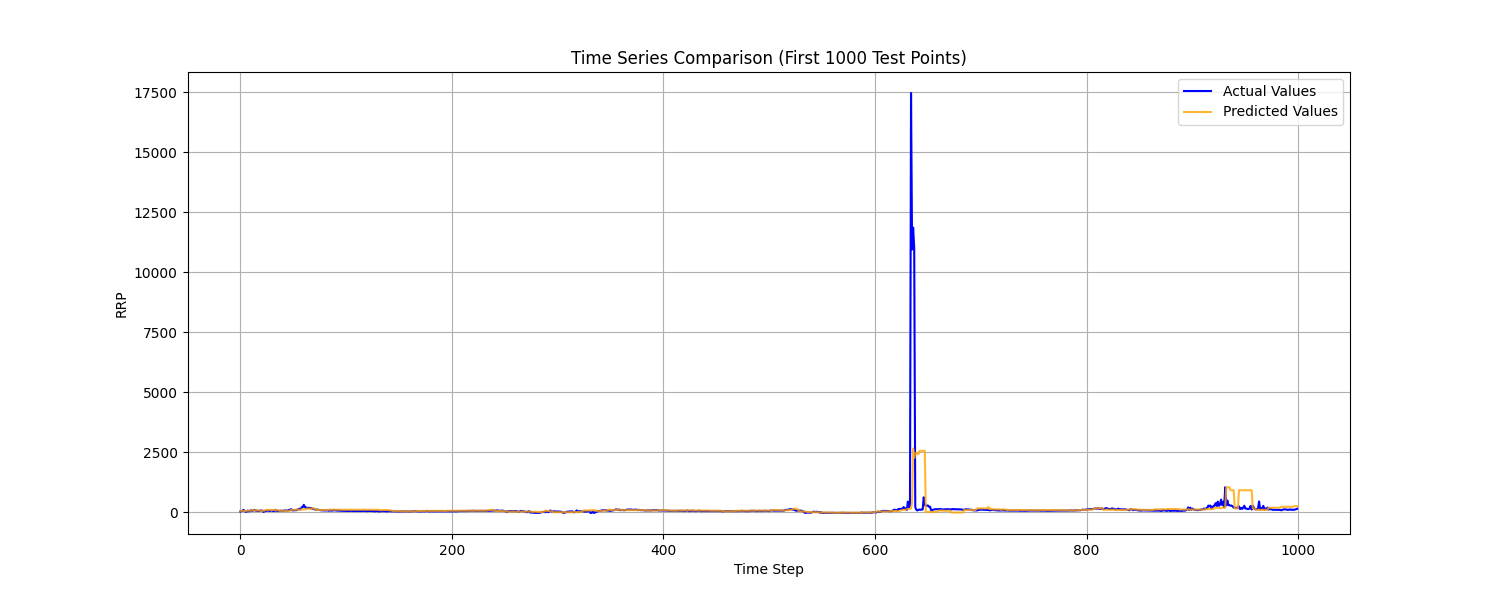 Time Series Comparison (First 1000 Test Points)
Actual Values
Predicted Values
17500
15000
12500
10000
7500
5000
2500
0
RRP
0 200 400 600 800 1000
Time Step